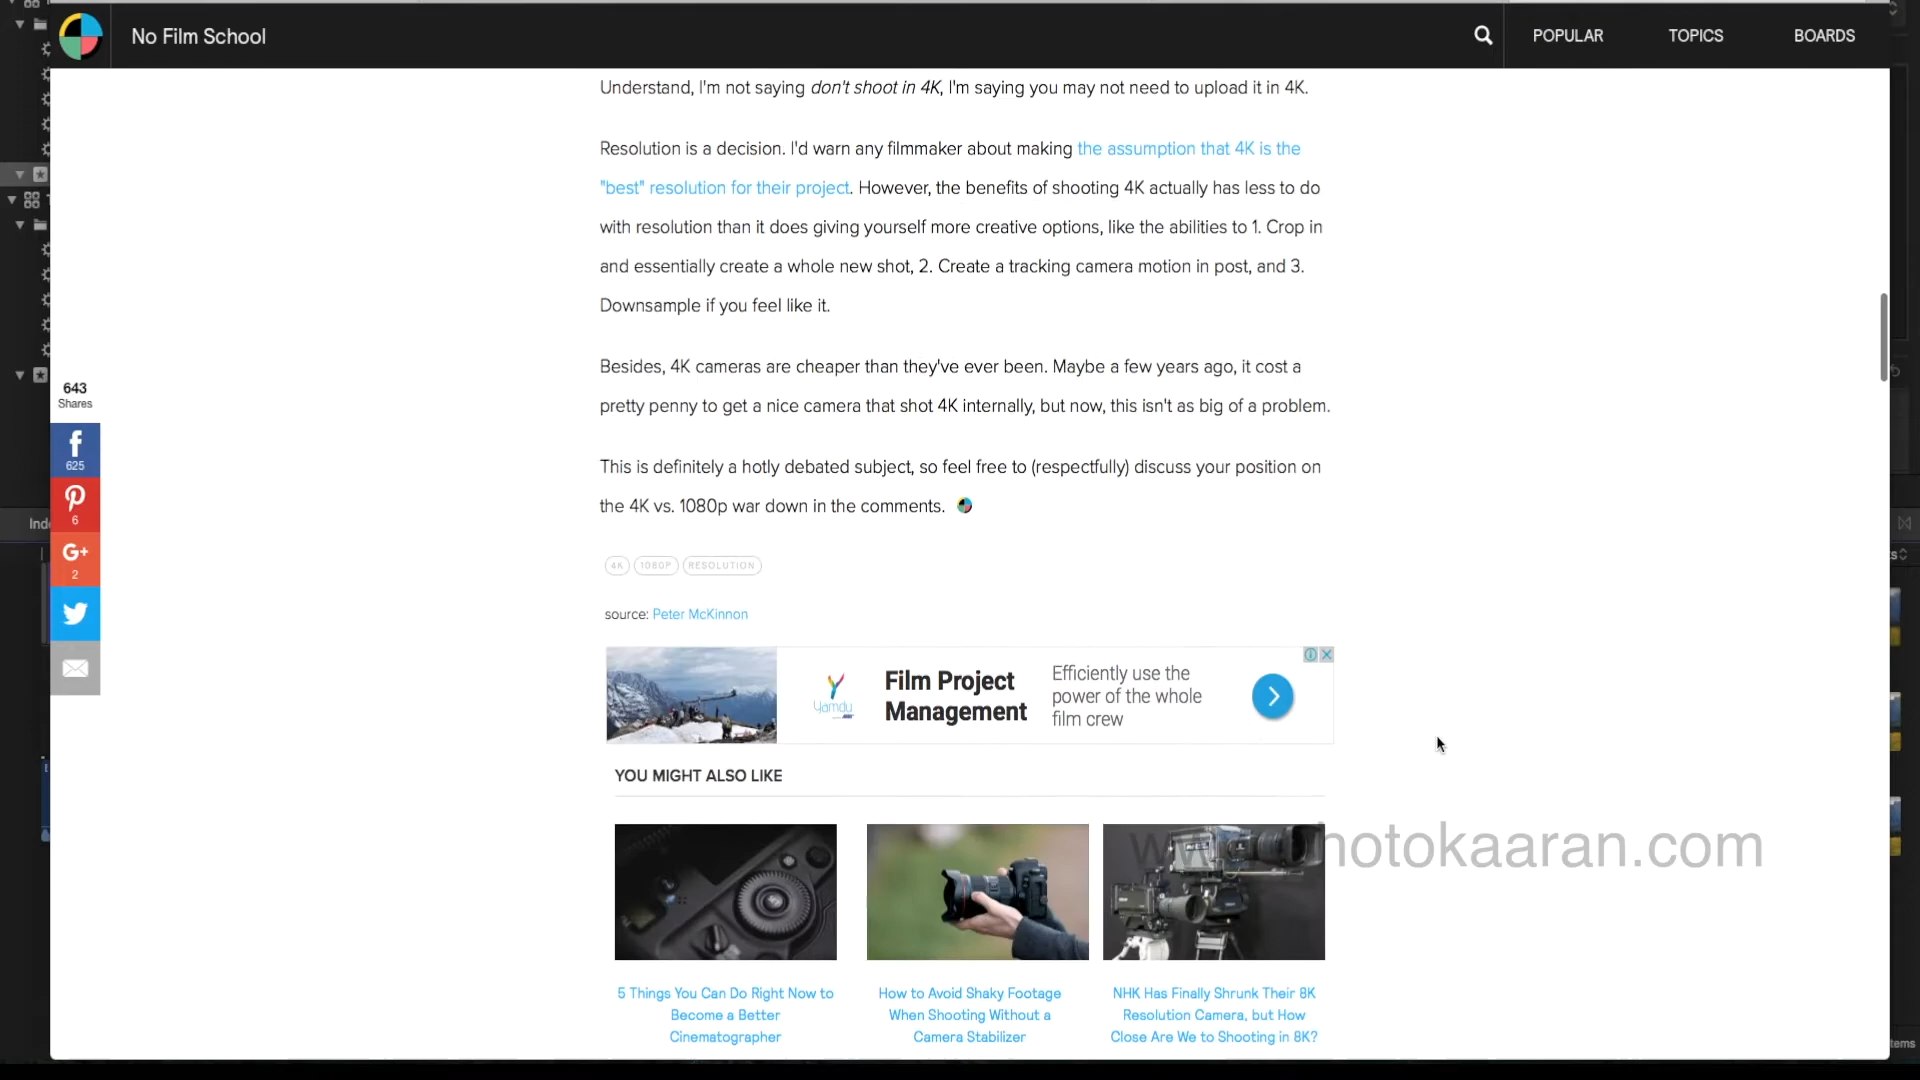 No Film School
POPULAR
TOPICS
BOARDS
Understand, I'm not saying don't shoot in 4K, I'm saying you may not need to upload it in 4K.
Resolution is a decision. I'd warn any filmmaker about making the assumption that 4K is the
"best" resolution for their project. However, the benefits of shooting 4K actually has less to do
with resolution than it does giving yourself more creative options, like the abilities to 1. Crop in
and essentially create a whole new shot, 2. Create a tracking camera motion in post, and 3.
Downsample if you feel like it.
Besides, 4K cameras are cheaper than they've ever been. Maybe a few years ago, it cost a
pretty penny to get a nice camera that shot 4K internally, but now, this isn't as big of a problem.
This is definitely a hotly debated subject, so feel free to (respectfully) discuss your position on
the 4K vs. 1080p war down in the comments.
643
Shares
625
6
G+
2
4K
1080P
RESOLUTION
source: Peter McKinnon
yamdu
Film Project
Management
Efficiently use the
power of the whole
film crew
YOU MIGHT ALSO LIKE
5 Things You Can Do Right Now to
Become a Better
Cinematographer
How to Avoid Shaky Footage
When Shooting Without a
Camera Stabilizer
NHK Has Finally Shrunk Their 8K
Resolution Camera, but How
Close Are We to Shooting in 8K?